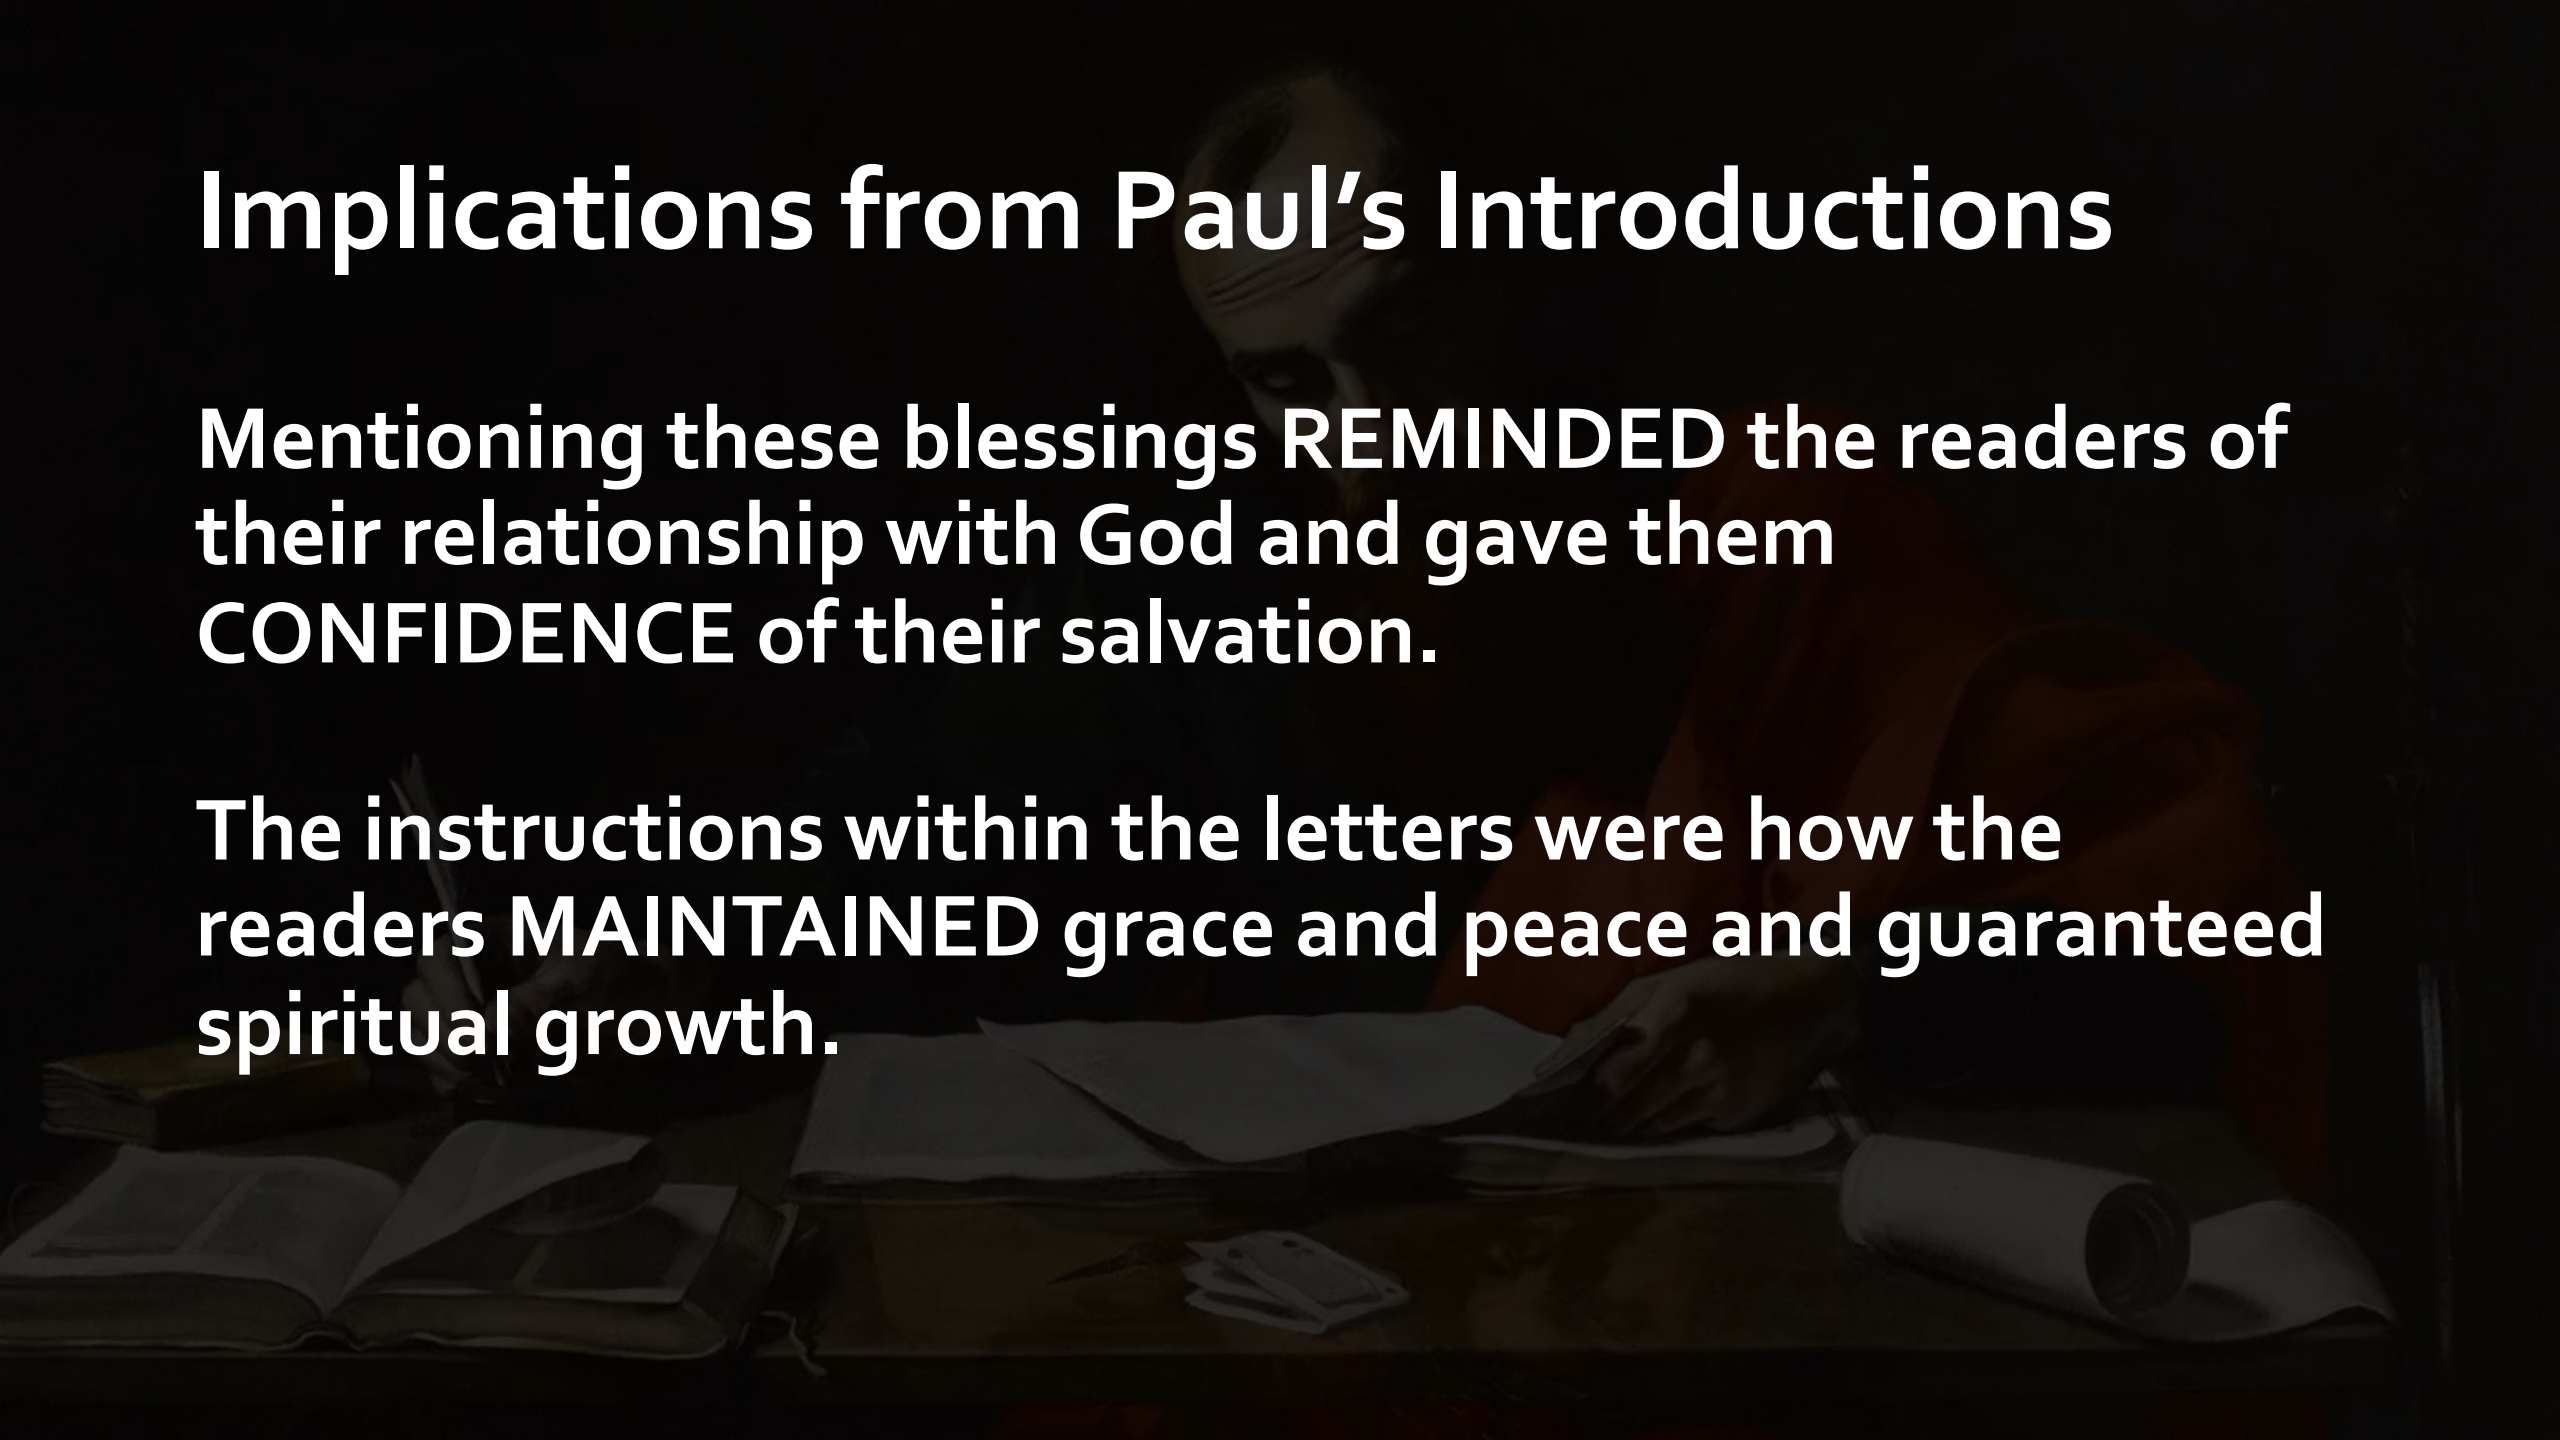 Implications from Paul’s Introductions
Mentioning these blessings REMINDED the readers of
their relationship with God and gave them
CONFIDENCE of their salvation.
The instructions within the letters were how the
readers MAINTAINED grace and peace and guaranteed
spiritual growth.